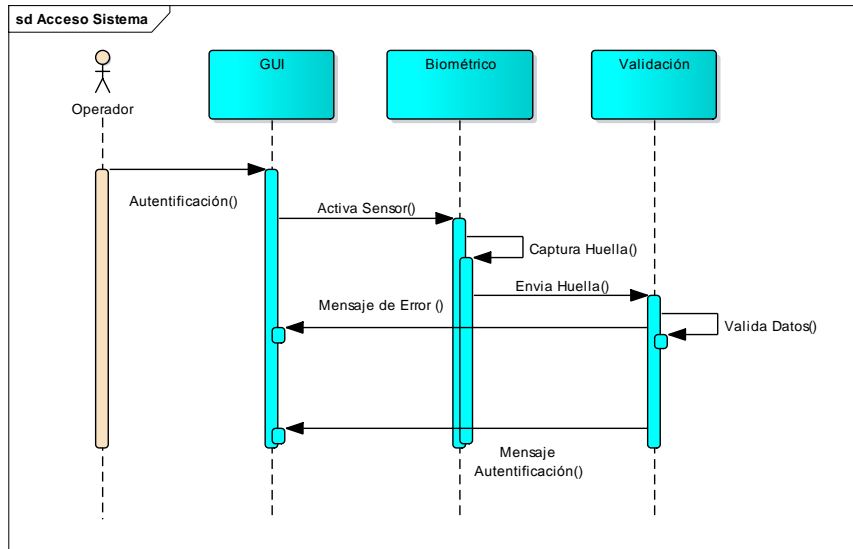 sd Acceso Sistema
GUI
Biométrico
Validación
Operador
Autentificación()
Activa Sensor()
Captura Huella()
Envia Huella()
Mensaje de Error ()
Valida Datos()
Mensaje
Autentificación()